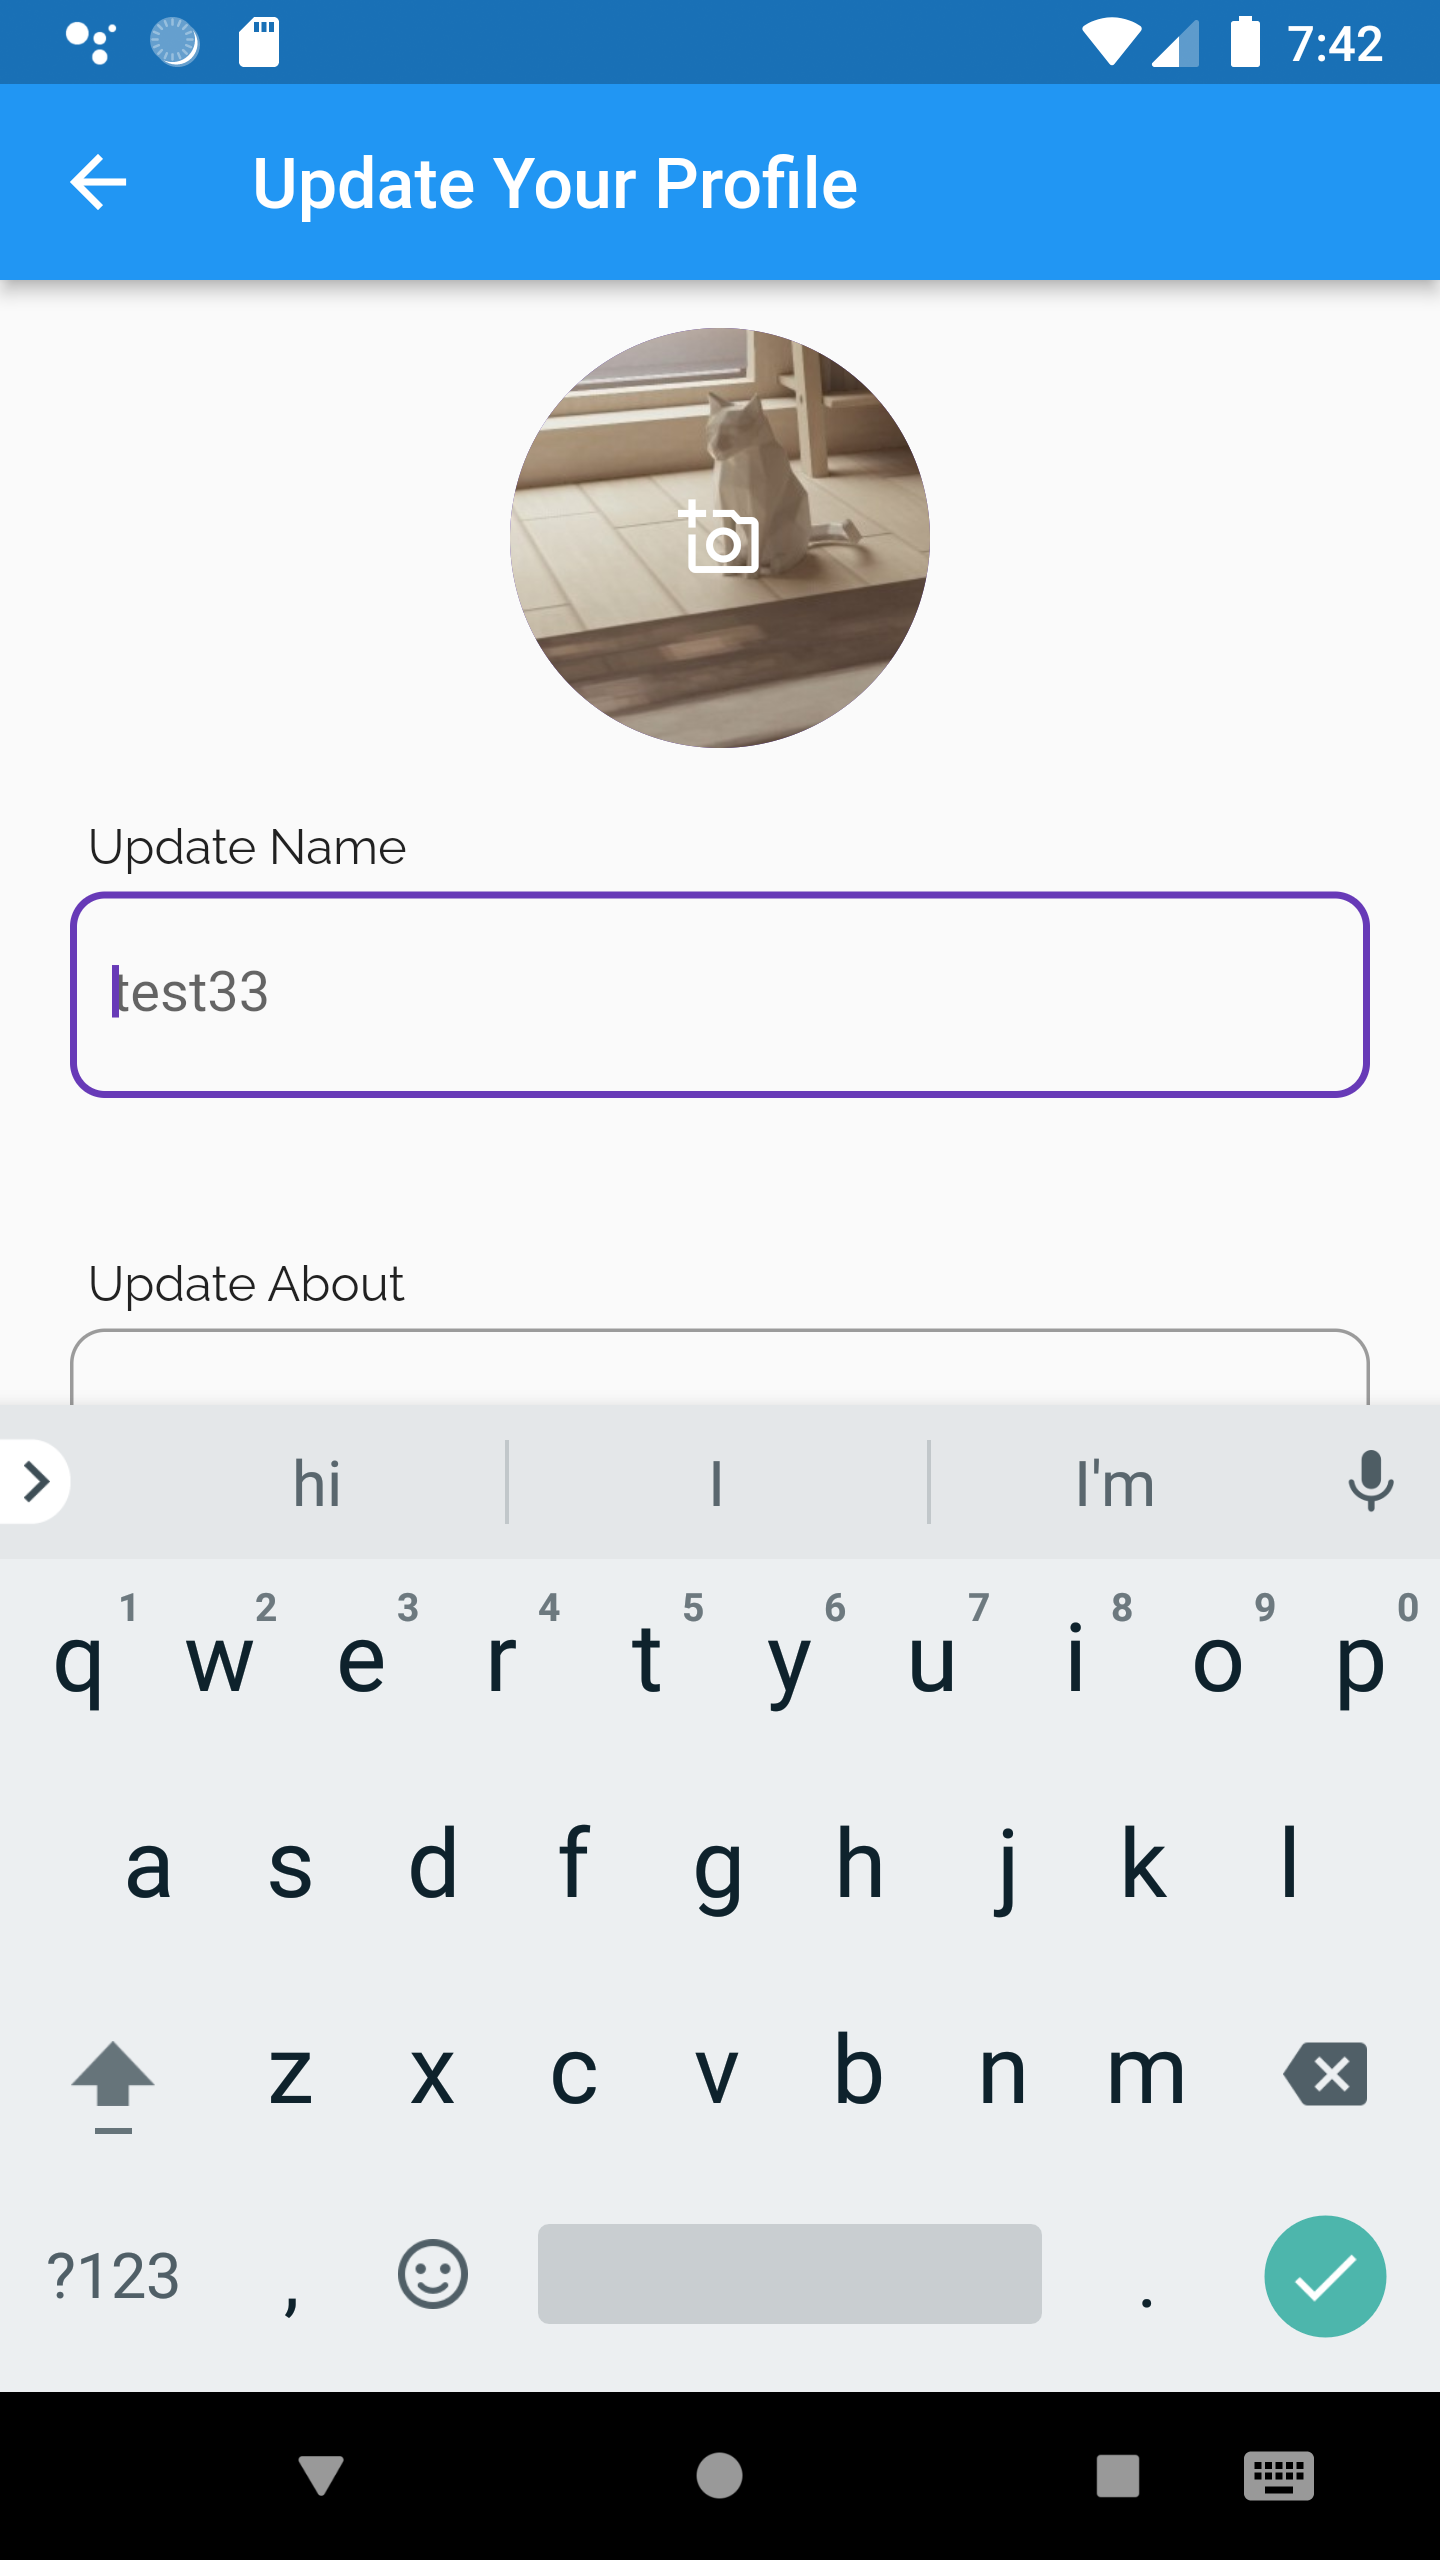 7:42
Update Your Profile
Update Name
test33
Update About
hi I I'm
1 2 3 4 5 6 7 8 9 0
q w e r t y u i o p
a s d f g h j k l
z x c v b n m
?123 , .